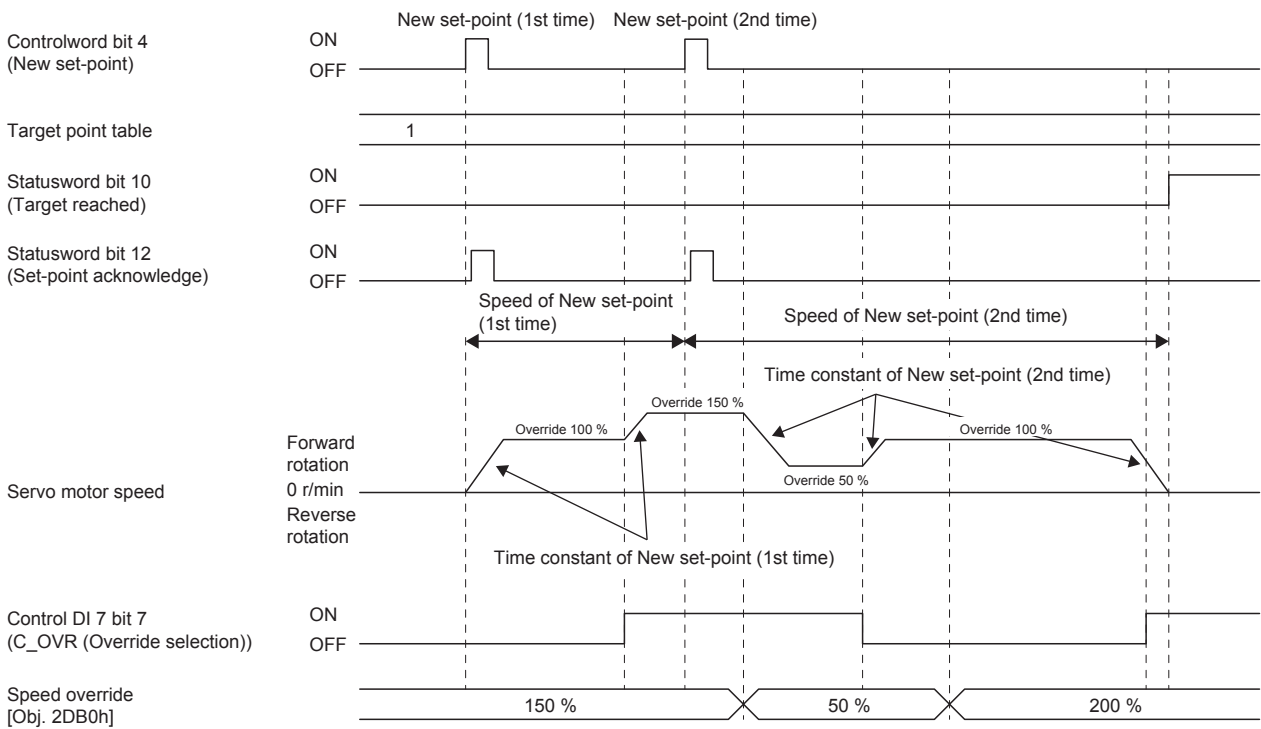 New set-point (1st time) New set-point (2nd time)
Controlword bit 4
(New set-point)
ON
OFF
Target point table
1
Statusword bit 10
(Target reached)
ON
OFF
Statusword bit 12
(Set-point acknowledge)
ON
OFF
Speed of New set-point
(1st time)
Speed of New set-point (2nd time)
Time constant of New set-point (2nd time)
Servo motor speed
Forward
rotation
0 r/min
Reverse
rotation
Override 100 %
Override 150 %
Override 50 %
Override 100 %
Time constant of New set-point (1st time)
Control DI 7 bit 7
(C_OVR (Override selection))
ON
OFF
Speed override
[Obj. 2DB0h]
150 %
50 %
200 %